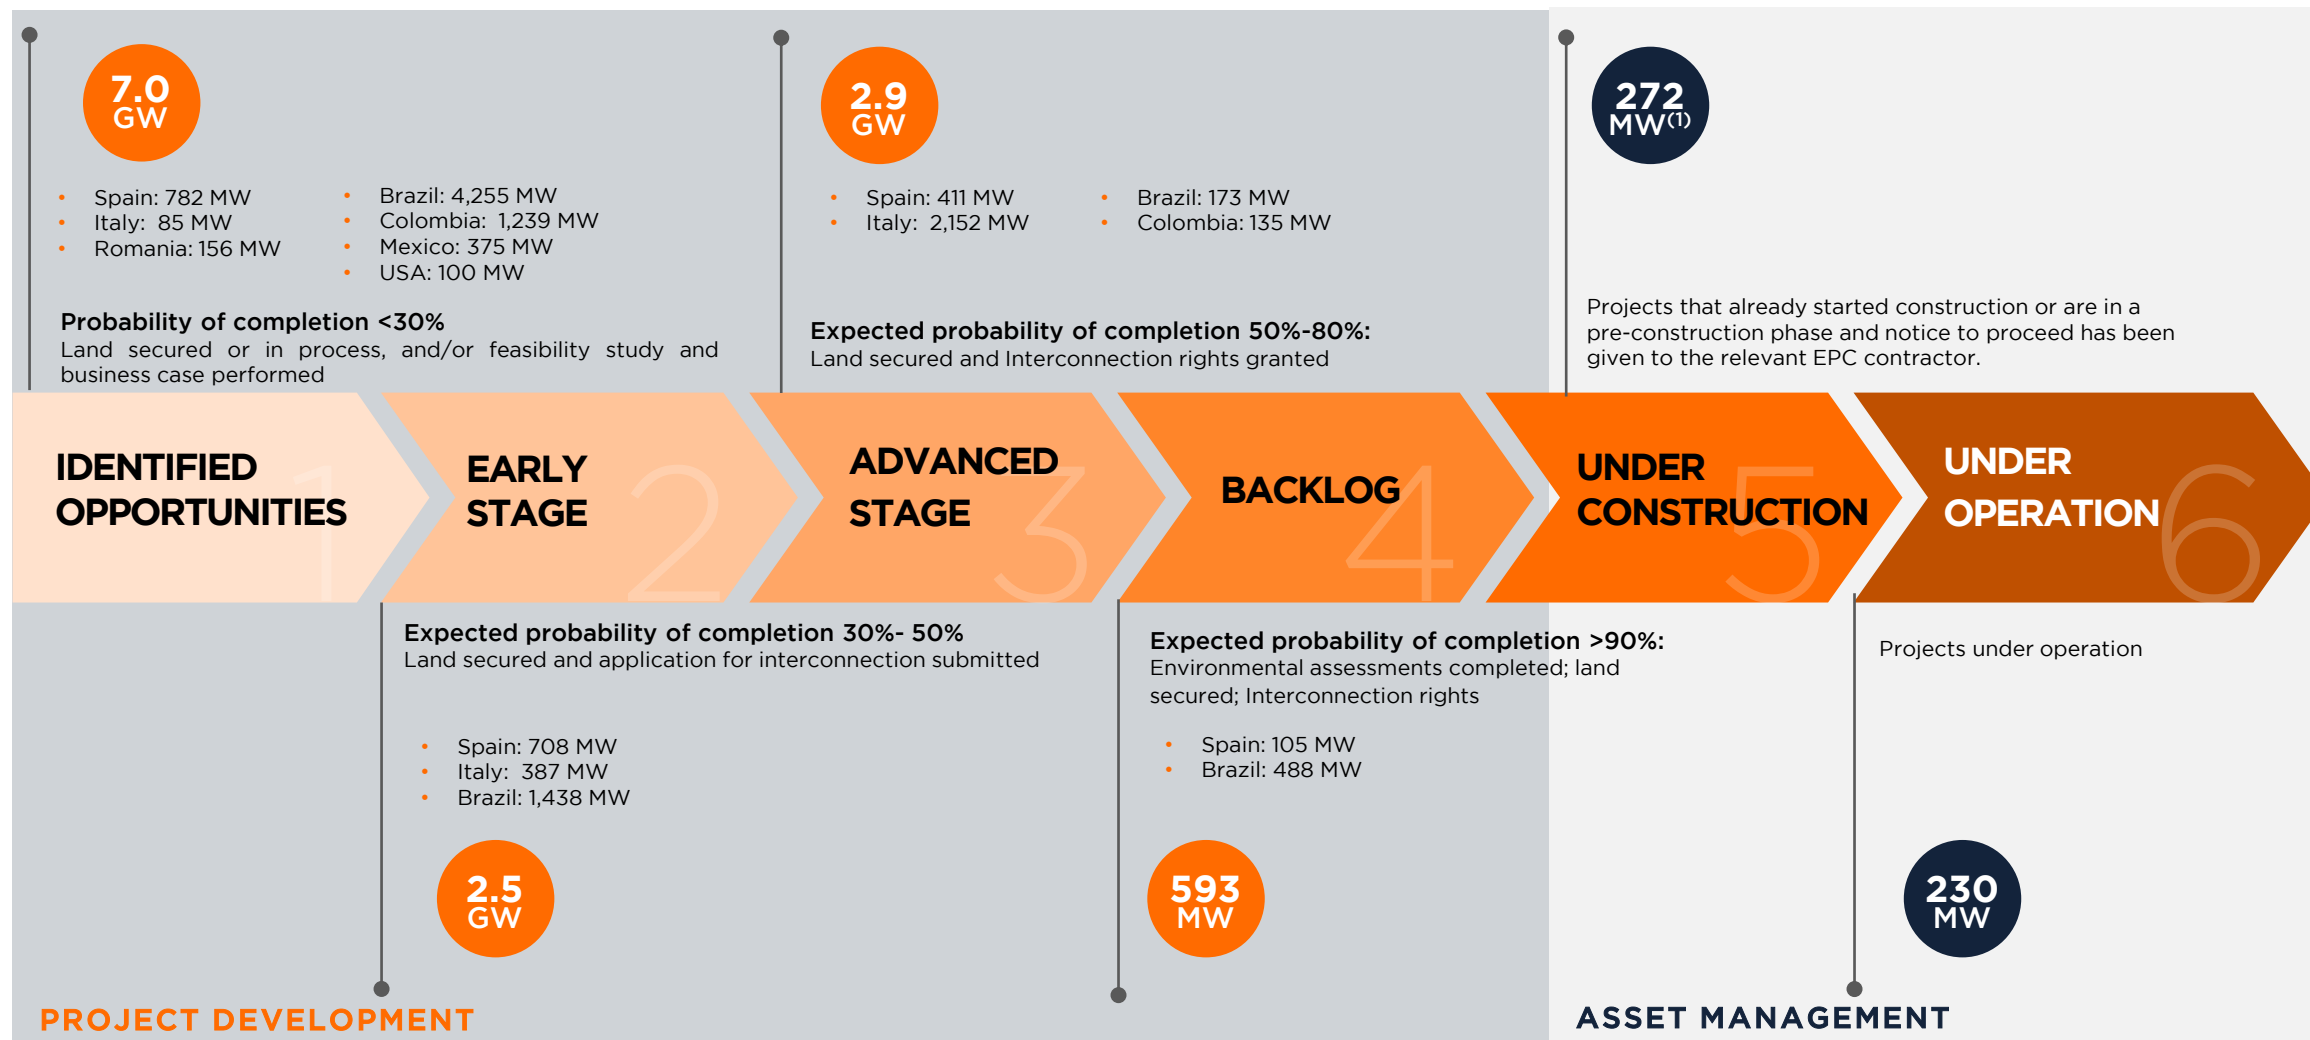 7.0
GW
• Spain: 782 MW
• Italy: 85 MW
• Romania: 156 MW
• Brazil: 4,255 MW
• Colombia: 1,239 MW
• Mexico: 375 MW
• USA: 100 MW
Probability of completion <30%
Land secured or in process, and/or feasibility study and
business case performed
2.9
GW
• Spain: 411 MW
• Italy: 2,152 MW
• Brazil: 173 MW
• Colombia: 135 MW
Expected probability of completion 50%-80%:
Land secured and Interconnection rights granted
272
MW(1)
Projects that already started construction or are in a
pre-construction phase and notice to proceed has been
given to the relevant EPC contractor.
IDENTIFIED
OPPORTUNITIES
1
EARLY
STAGE
2
ADVANCED
STAGE
3
BACKLOG
4
UNDER
CONSTRUCTION
5
UNDER
OPERATION
6
Expected probability of completion 30%- 50%
Land secured and application for interconnection submitted
• Spain: 708 MW
• Italy: 387 MW
• Brazil: 1,438 MW
2.5
GW
Expected probability of completion >90%:
Environmental assessments completed; land
secured; Interconnection rights
• Spain: 105 MW
• Brazil: 488 MW
593
MW
Projects under operation
230
MW
PROJECT DEVELOPMENT
ASSET MANAGEMENT